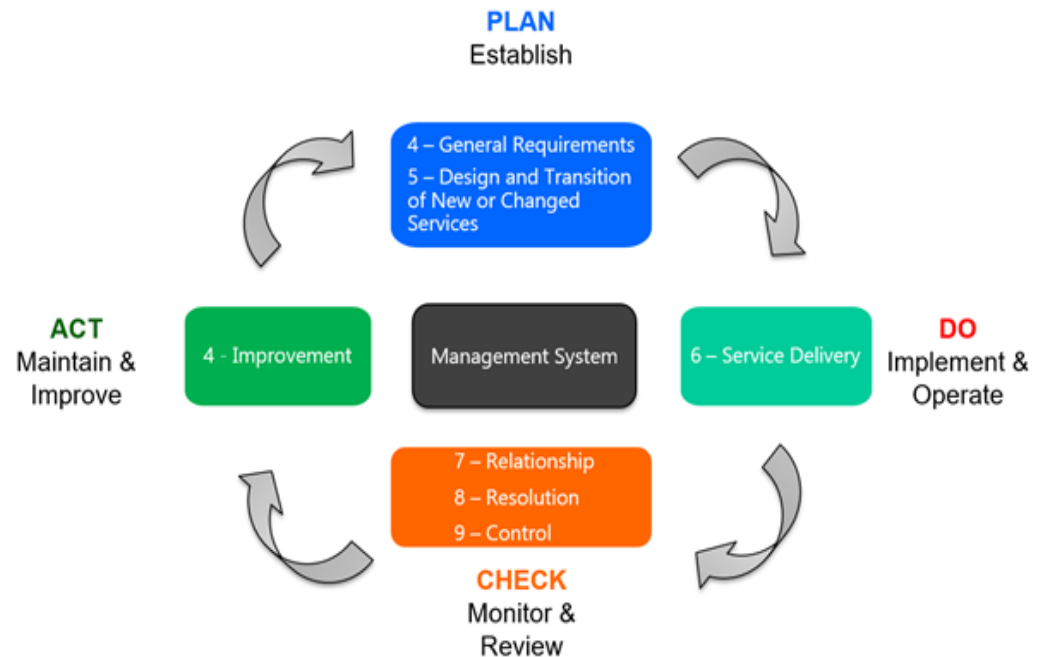 PLAN
Establish
4 – General Requirements
5 – Design and Transition
of New or Changed
Services
ACT
Maintain &
Improve
4 - Improvement
Management System
6 – Service Delivery
DO
Implement &
Operate
7 – Relationship
8 – Resolution
9 – Control
CHECK
Monitor &
Review